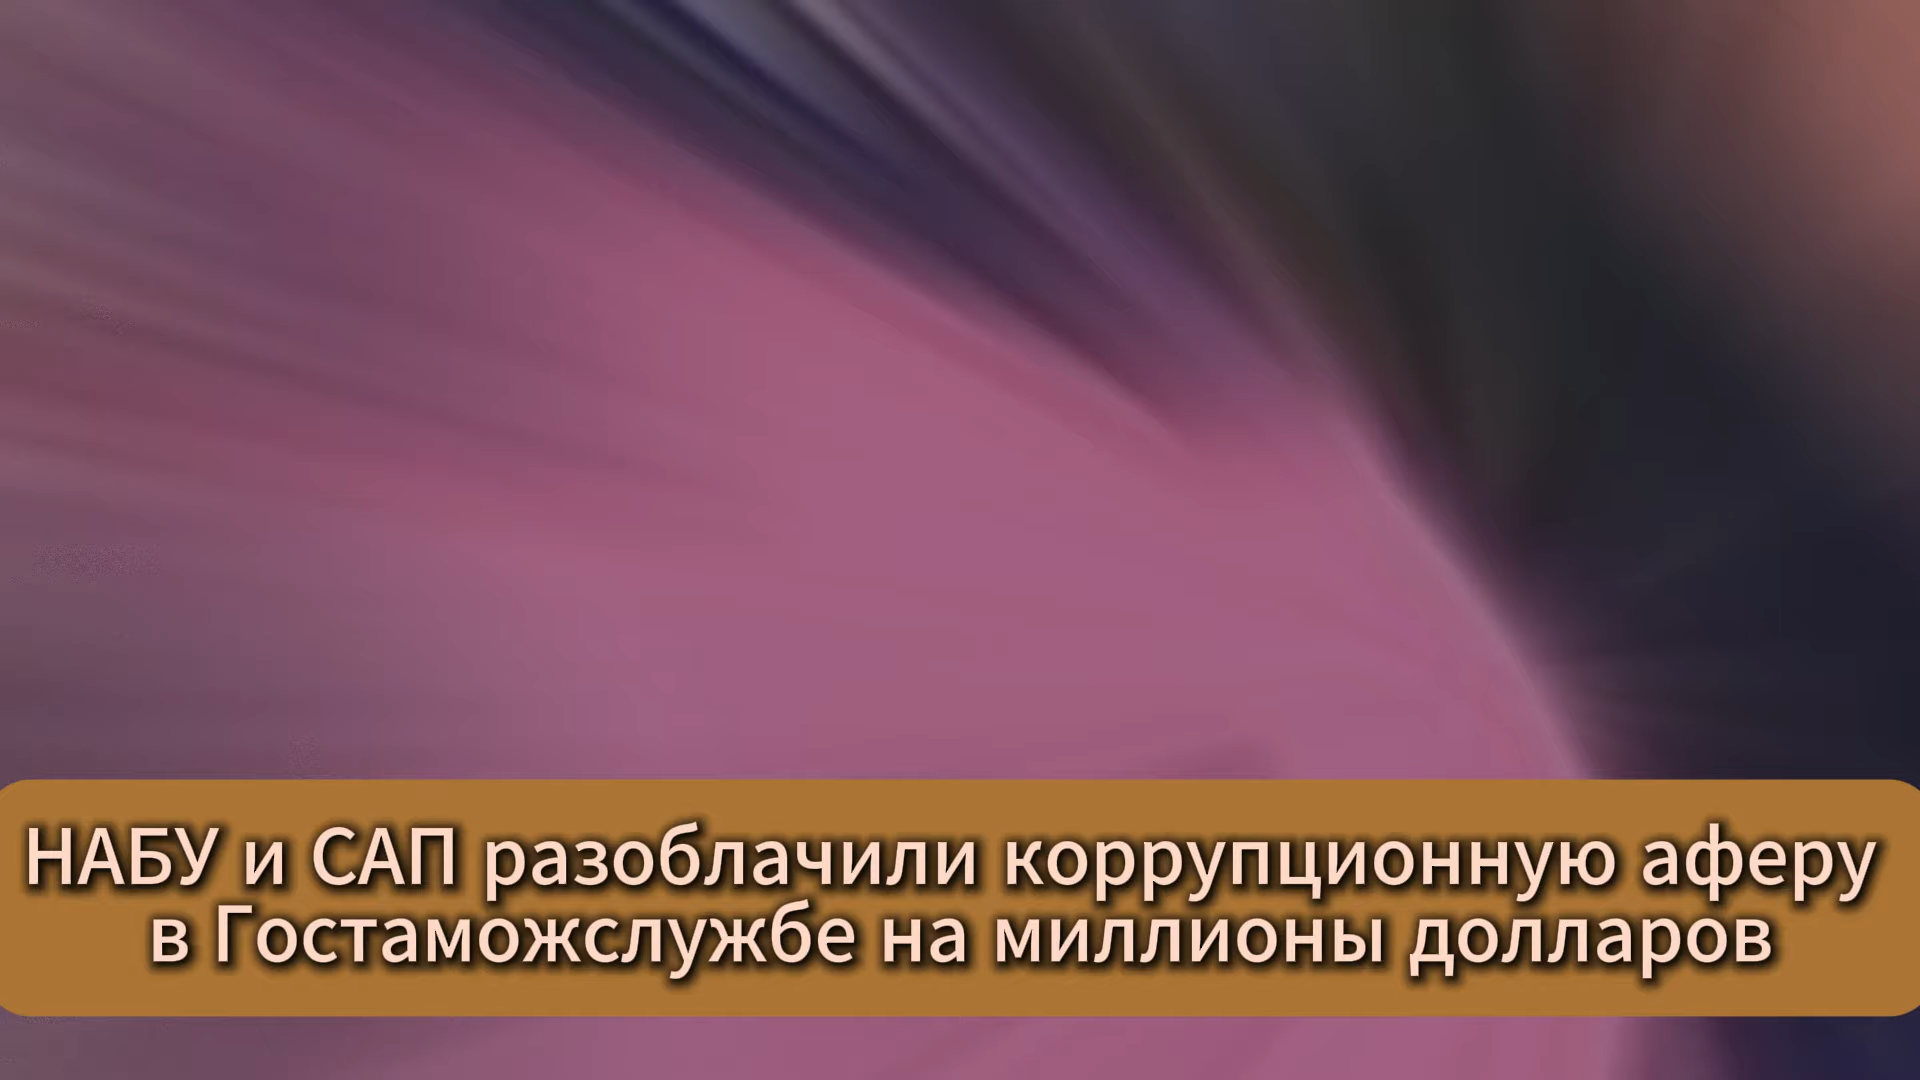 НАБУ и САП разоблачили коррупционную аферу
в Гостаможслужбе на миллионы долларов